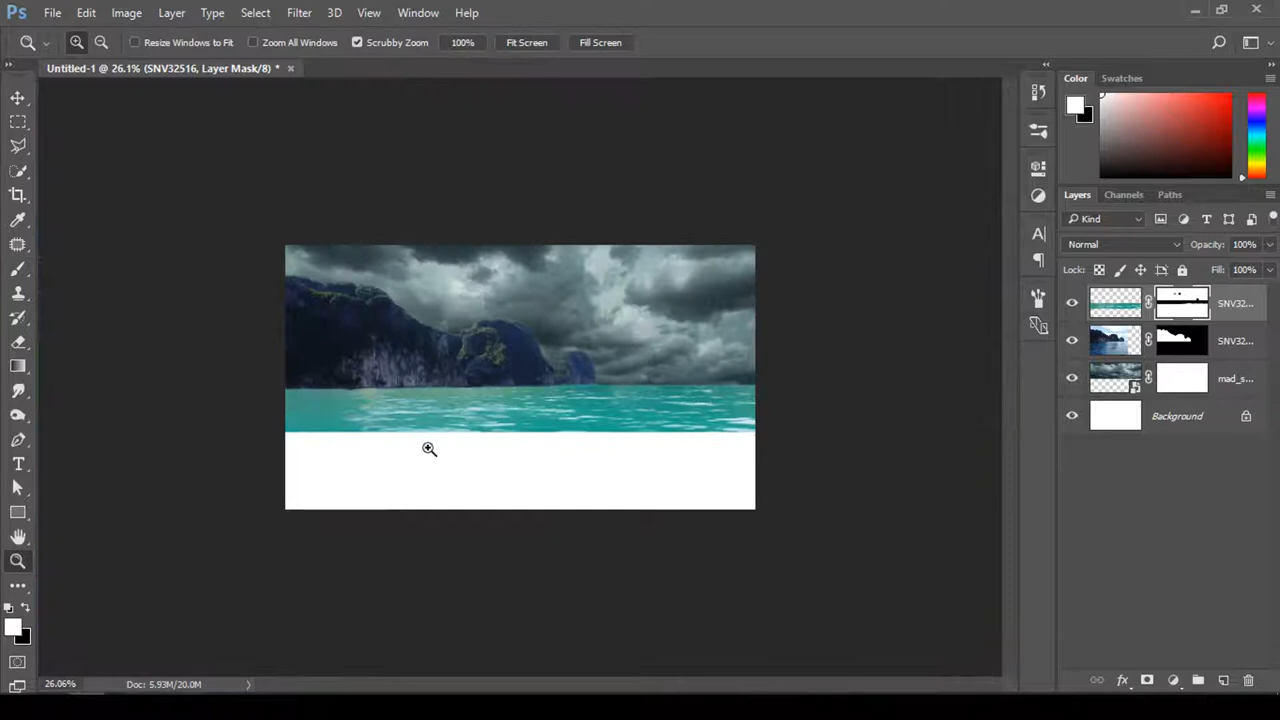 Ps File Edit Image Layer Type Select Filter 3D View Window Help
Resize Windows to Fit Zoom All Windows Scrubby Zoom 100% Fit Screen Fill Screen
Untitled-1 @ 26.1% (SNV32516, Layer Mask/8) * ×
Color Swatches
Layers Channels Paths
Kind
Normal Opacity: 100%
Lock: Fill: 100%
SNV32...
SNV32...
mad_s...
Background
26.06% Doc: 5.93M/20.0M